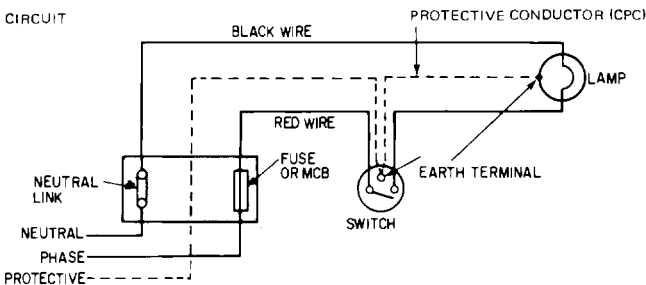 CIRCUIT
PROTECTIVE CONDUCTOR (CPC)
BLACK WIRE
LAMP
RED WIRE
FUSE
OR MCB
NEUTRAL
LINK
EARTH TERMINAL
SWITCH
NEUTRAL
PHASE
PROTECTIVE